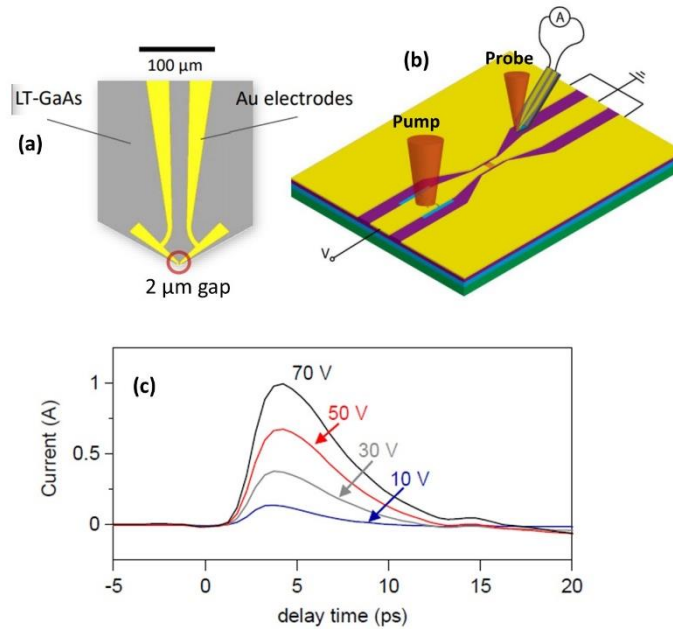 100 μm
LT-GaAs
Au electrodes
(a)
2 μm gap
(b)
A
Probe
Pump
V
(c)
70 V
50 V
30 V
10 V
Current (A)
1
0.5
0
-5
0
5
10
15
20
delay time (ps)